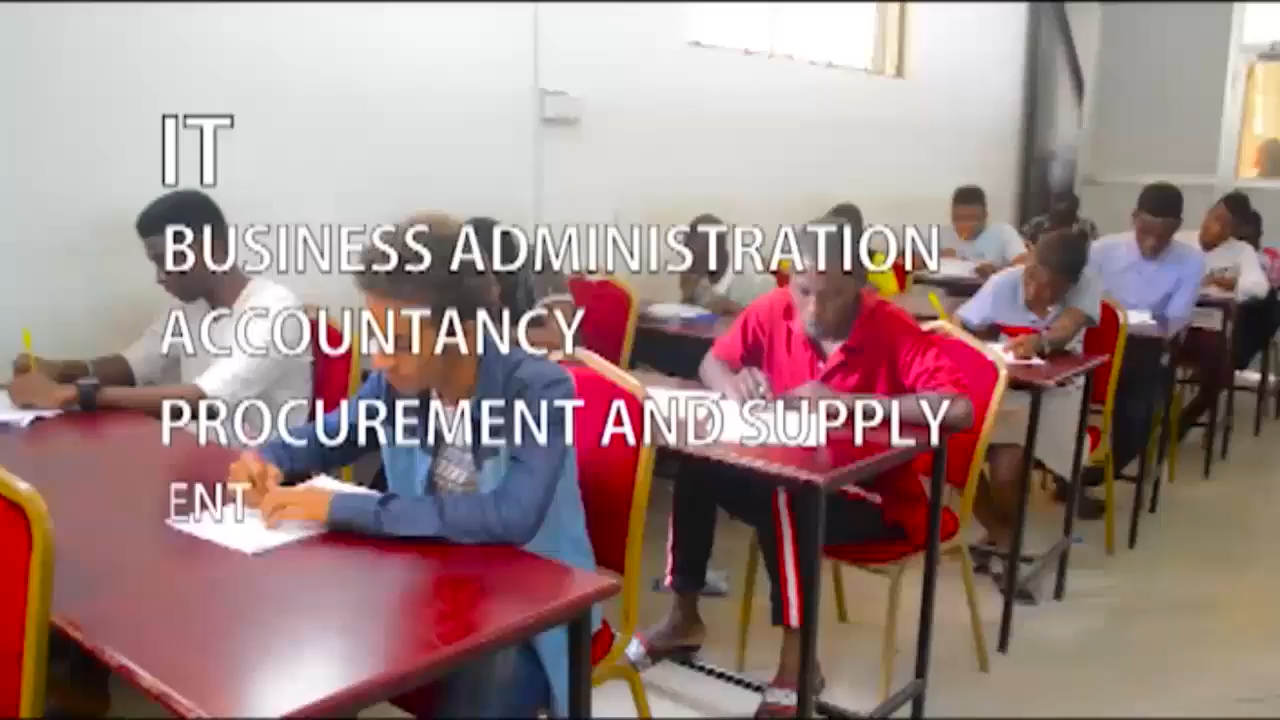 IT
BUSINESS ADMINISTRATION
ACCOUNTANCY
PROCUREMENT AND SUPPLY
ENT